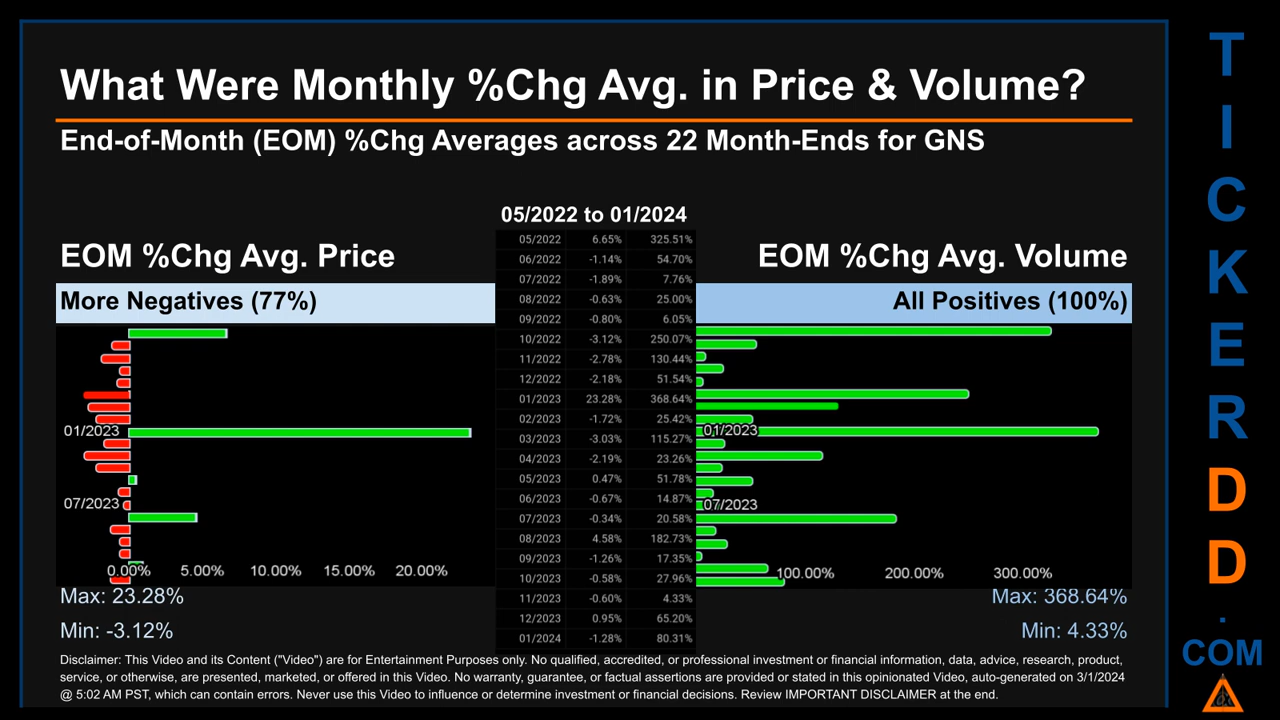 What Were Monthly %Chg Avg. in Price & Volume?
End-of-Month (EOM) %Chg Averages across 22 Month-Ends for GNS
05/2022 to 01/2024
EOM %Chg Avg. Price
EOM %Chg Avg. Volume
More Negatives (77%)
All Positives (100%)
05/2022 6.65% 325.51%
06/2022 -1.14% 54.70%
07/2022 -1.89% 7.76%
08/2022 -0.63% 25.00%
09/2022 -0.80% 6.05%
10/2022 -3.12% 250.07%
11/2022 -2.78% 130.44%
12/2022 -2.18% 51.54%
01/2023 23.28% 368.64%
02/2023 -1.72% 25.42%
03/2023 -3.03% 115.27%
04/2023 -2.19% 23.26%
05/2023 0.47% 51.78%
06/2023 -0.67% 14.87%
07/2023 -0.34% 20.58%
08/2023 4.58% 182.73%
09/2023 -1.26% 17.35%
10/2023 -0.58% 27.96%
11/2023 -0.60% 4.33%
12/2023 0.95% 65.20%
01/2024 -1.28% 80.31%
01/2023
07/2023
0.00% 5.00% 10.00% 15.00% 20.00%
01/2023
07/2023
100.00% 200.00% 300.00%
Max: 23.28%
Min: -3.12%
Max: 368.64%
Min: 4.33%
Disclaimer: This Video and its Content ("Video") are for Entertainment Purposes only. No qualified, accredited, or professional investment or financial information, data, advice, research, product,
service, or otherwise, are presented, marketed, or offered in this Video. No warranty, guarantee, or factual assertions are provided or stated in this opinionated Video, auto-generated on 3/1/2024
@ 5:02 AM PST, which can contain errors. Never use this Video to influence or determine investment or financial decisions. Review IMPORTANT DISCLAIMER at the end.
T
I
C
K
E
R
D
D
.
COM